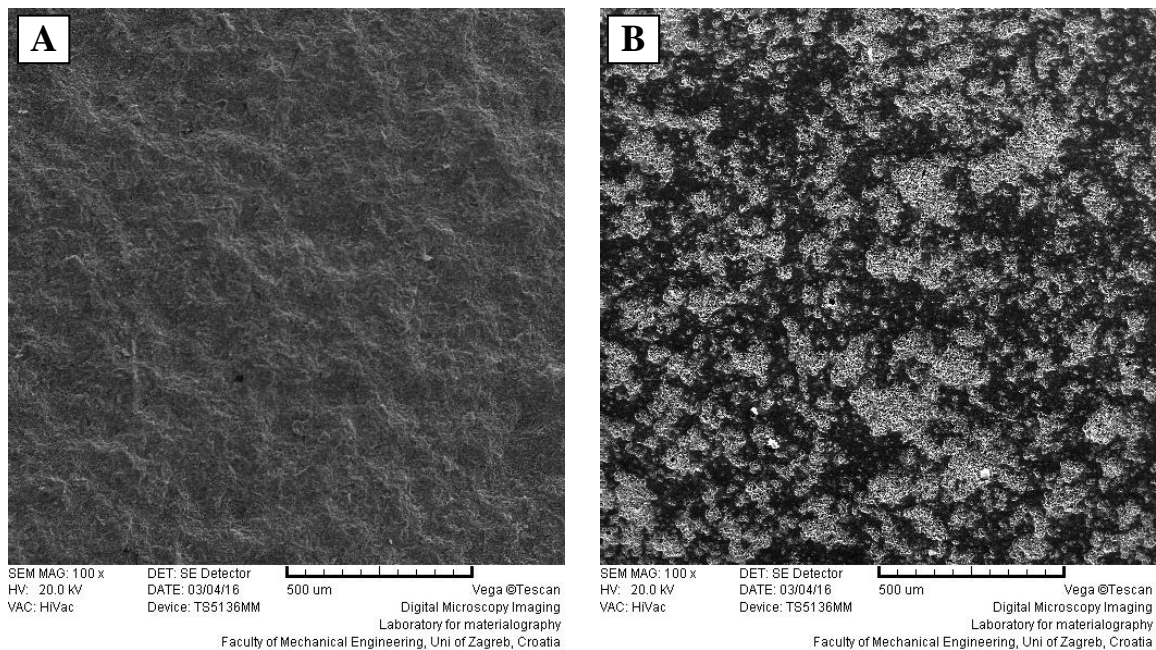 A
B
SEM MAG: 100 x DET: SE Detector
HV: 20.0 kV DATE: 03/04/16 500 um Vega ©Tescan
VAC: HiVac Device: TS5136MM Digital Microscopy Imaging
Laboratory for materialography
Faculty of Mechanical Engineering, Uni of Zagreb, Croatia
SEM MAG: 100 x DET: SE Detector
HV: 20.0 kV DATE: 03/04/16 500 um Vega ©Tescan
VAC: HiVac Device: TS5136MM Digital Microscopy Imaging
Laboratory for materialography
Faculty of Mechanical Engineering, Uni of Zagreb, Croatia